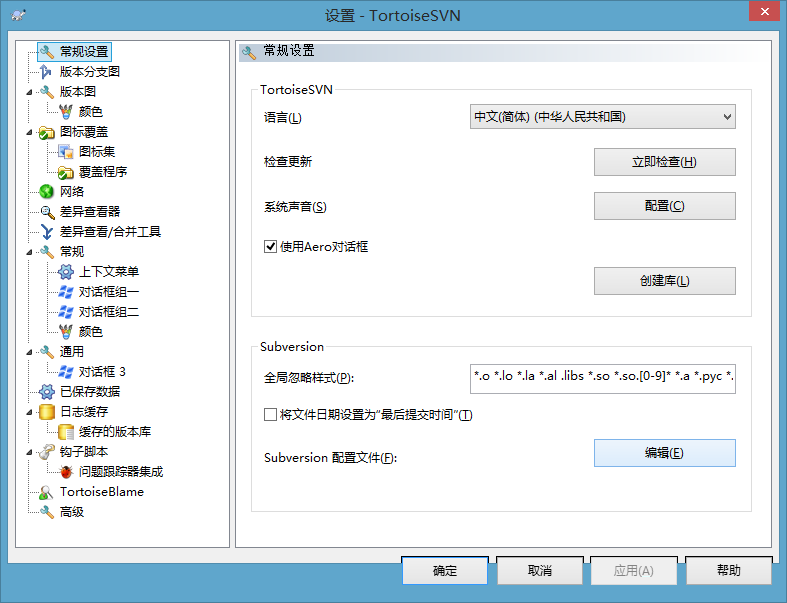 设置 - TortoiseSVN
常规设置
版本分支图
版本图
颜色
图标覆盖
图标集
覆盖程序
网络
差异查看器
差异查看/合并工具
常规
上下文菜单
对话框组一
对话框组二
颜色
通用
对话框 3
已保存数据
日志缓存
缓存的版本库
钩子脚本
问题跟踪器集成
TortoiseBlame
高级
常规设置
TortoiseSVN
语言(L)
中文(简体) (中华人民共和国)
检查更新
立即检查(H)
系统声音(S)
配置(C)
使用Aero对话框
创建库(L)
Subversion
全局忽略样式(P):
*.o *.lo *.la *.al .libs *.so *.so.[0-9]* *.a *.pyc *.
将文件日期设置为“最后提交时间”(T)
Subversion 配置文件(F):
编辑(E)
确定
取消
应用(A)
帮助